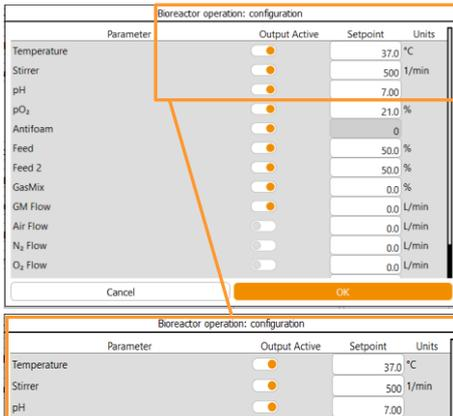 Bioreactor operation: configuration
Parameter Output Active Setpoint Units
Temperature 37.0 °C
Stirrer 500 1/min
pH 7.00
pO₂ 21.0 %
Antifoam 0
Feed 50.0 %
Feed 2 50.0 %
GasMix 0.0 %
GM Flow 0.0 L/min
Air Flow 0.0 L/min
N₂ Flow 0.0 L/min
O₂ Flow 0.0 L/min
Cancel OK
Bioreactor operation: configuration
Parameter Output Active Setpoint Units
Temperature 37.0 °C
Stirrer 500 1/min
pH 7.00